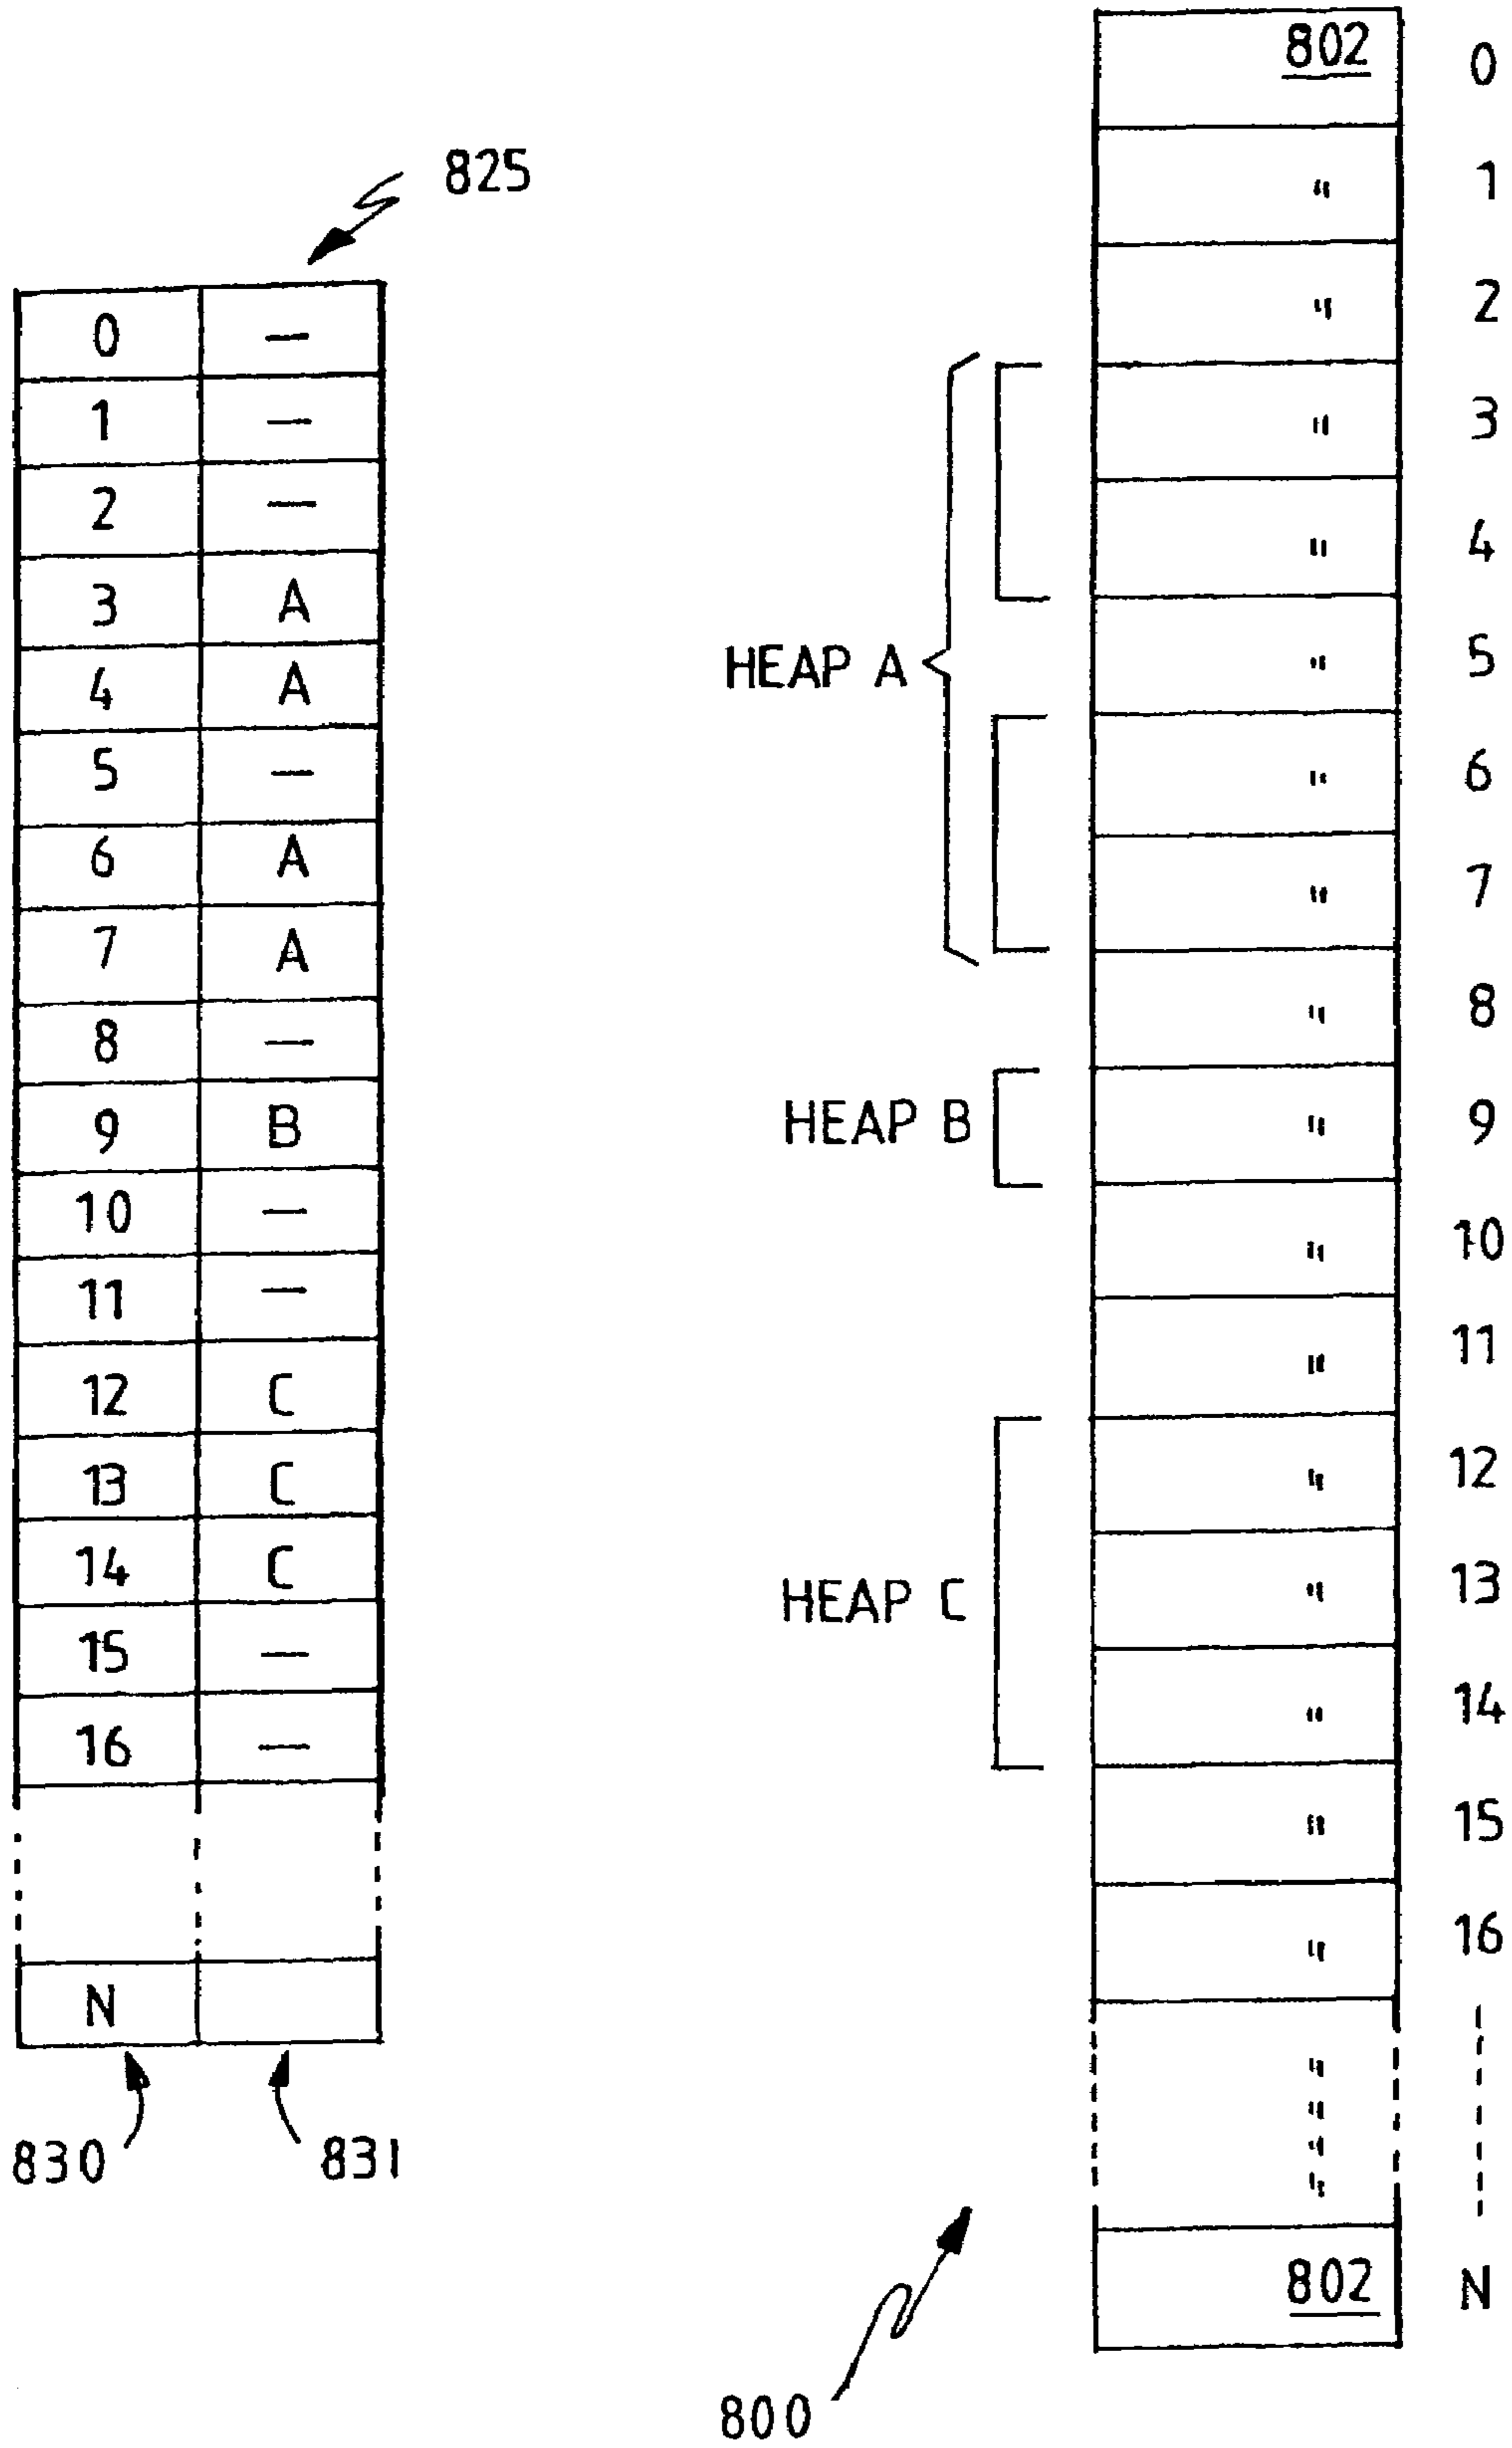 825
0 —
1 —
2 —
3 A
4 A
5 —
6 A
7 A
8 —
9 B
10 —
11 —
12 C
13 C
14 C
15 —
16 —
N
830 831
HEAP A
HEAP B
HEAP C
800
802 0
" 1
" 2
" 3
" 4
" 5
" 6
" 7
" 8
" 9
" 10
" 11
" 12
" 13
" 14
" 15
" 16
"
"
"
"
802 N